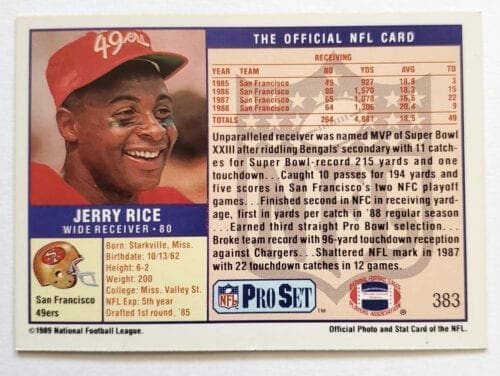 49ers
THE OFFICIAL NFL CARD
RECEIVING
YEAR TEAM NO YDS AVG TD
1985 San Francisco 49 927 18.9 3
1986 San Francisco 86 1,570 18.3 15
1987 San Francisco 65 1,078 16.6 22
1988 San Francisco 64 1,306 20.4 9
TOTALS 264 4,881 18.5 49
Unparalleled receiver was named MVP of Super Bowl
XXIII after riddling Bengals' secondary with 11 catch-
es for Super Bowl-record 215 yards and one
touchdown...Caught 10 passes for 194 yards and
five scores in San Francisco's two NFC playoff
games...Finished second in NFC in receiving yard-
age, first in yards per catch in '88 regular season.
...Earned third straight Pro Bowl selection...
Broke team record with 96-yard touchdown reception
against Chargers...Shattered NFL mark in 1987
with 22 touchdown catches in 12 games.
JERRY RICE
WIDE RECEIVER • 80
SF
San Francisco
49ers
Born: Starkville, Miss.
Birthdate: 10/13/62
Height: 6-2
Weight: 200
College: Miss. Valley St.
NFL Exp: 5th year
Drafted 1st round, '85
NFL PRO SET ™
383
©1989 National Football League.
Official Photo and Stat Card of the NFL.